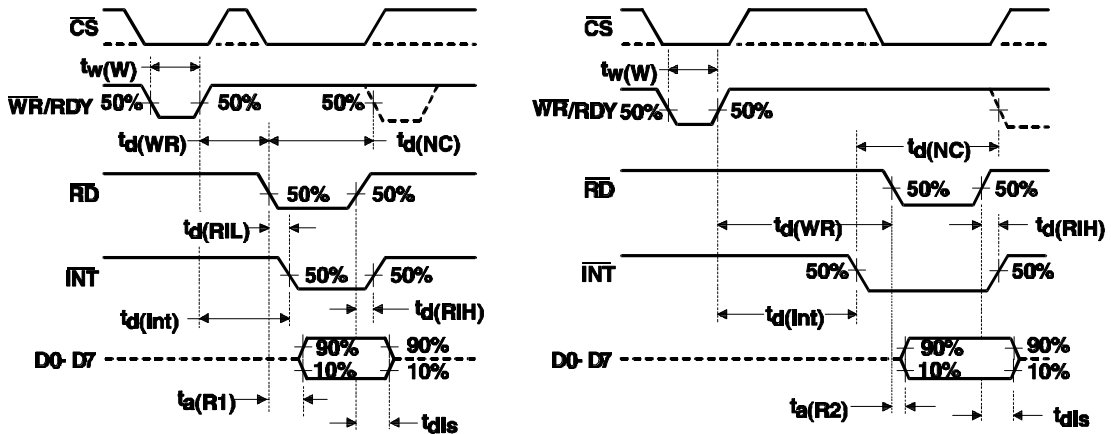 CS
tw(W)
WR/RDY 50% 50% 50%
td(WR) td(NC)
RD 50% 50%
td(RIL)
INT 50% 50%
td(Int) td(RIH)
D0- D7 90% 90%
10% 10%
ta(R1) tdis
CS
tw(W)
WR/RDY 50% 50% 50%
td(NC)
RD 50% 50%
td(WR) td(RIH)
INT 50% 50%
td(Int)
D0- D7 90% 90%
10% 10%
ta(R2) tdis